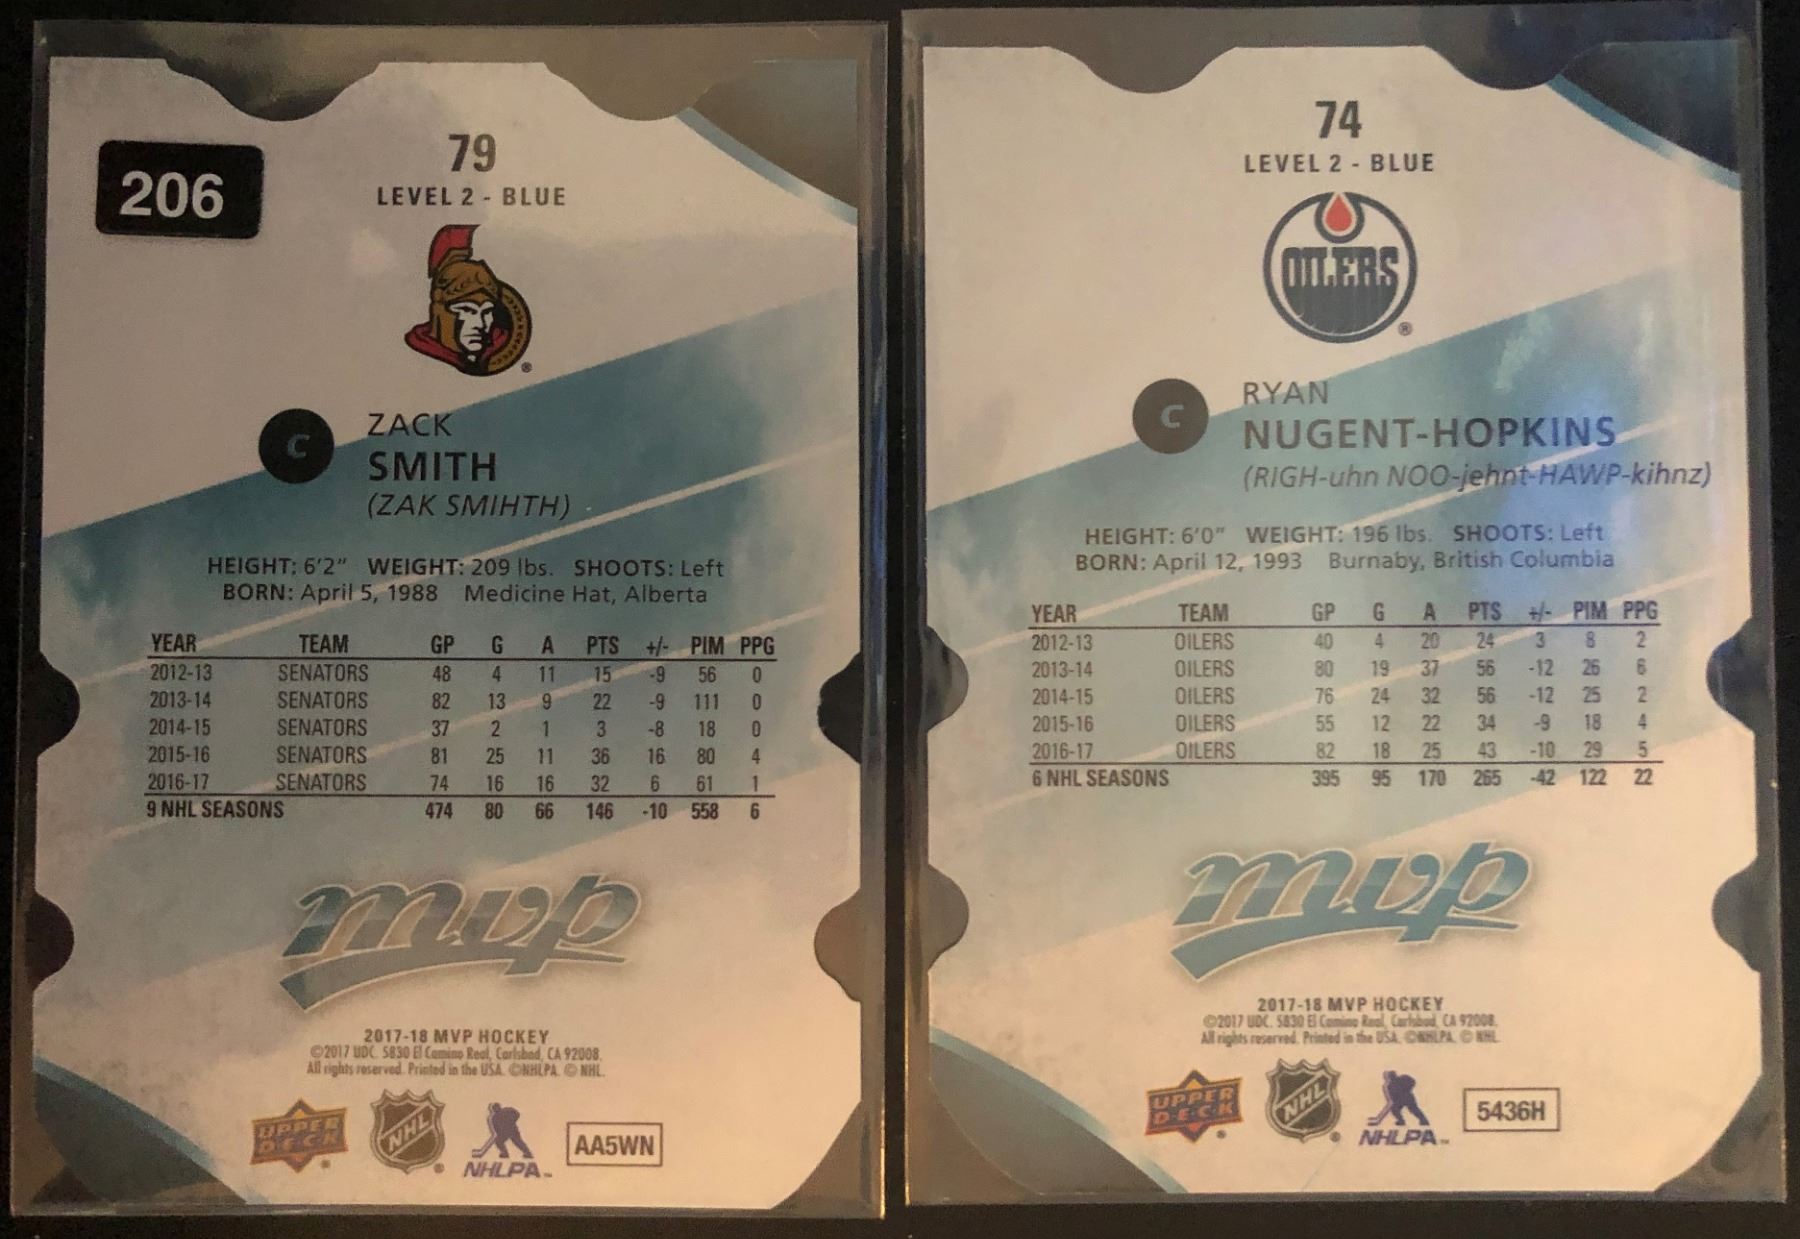 206
79
LEVEL 2 - BLUE
ZACK
C
SMITH
(ZAK SMIHTH)
HEIGHT: 6'2" WEIGHT: 209 lbs. SHOOTS: Left
BORN: April 5, 1988 Medicine Hat, Alberta
YEAR TEAM GP G A PTS +/- PIM PPG
2012-13 SENATORS 48 4 11 15 -9 56 0
2013-14 SENATORS 82 13 9 22 -9 111 0
2014-15 SENATORS 37 2 1 3 -8 18 0
2015-16 SENATORS 81 25 11 36 16 80 4
2016-17 SENATORS 74 16 16 32 6 61 1
9 NHL SEASONS 474 80 66 146 -10 558 6
mvp
2017-18 MVP HOCKEY
©2017 UDC. 5830 El Camino Real, Carlsbad, CA 92008.
All rights reserved. Printed in the USA. ©NHLPA. © NHL.
UPPER DECK ® NHL ® NHLPA™ AA5WN
74
LEVEL 2 - BLUE
OILERS ®
RYAN
C
NUGENT-HOPKINS
(RIGH-uhn NOO-jehnt-HAWP-kihnz)
HEIGHT: 6'0" WEIGHT: 196 lbs. SHOOTS: Left
BORN: April 12, 1993 Burnaby, British Columbia
YEAR TEAM GP G A PTS +/- PIM PPG
2012-13 OILERS 40 4 20 24 3 8 2
2013-14 OILERS 80 19 37 56 -12 26 6
2014-15 OILERS 76 24 32 56 -12 25 2
2015-16 OILERS 55 12 22 34 -9 18 4
2016-17 OILERS 82 18 25 43 -10 29 5
6 NHL SEASONS 395 95 170 265 -42 122 22
mvp
2017-18 MVP HOCKEY
©2017 UDC. 5830 El Camino Real, Carlsbad, CA 92008.
All rights reserved. Printed in the USA. ©NHLPA. © NHL.
UPPER DECK ® NHL ® NHLPA™ 5436H